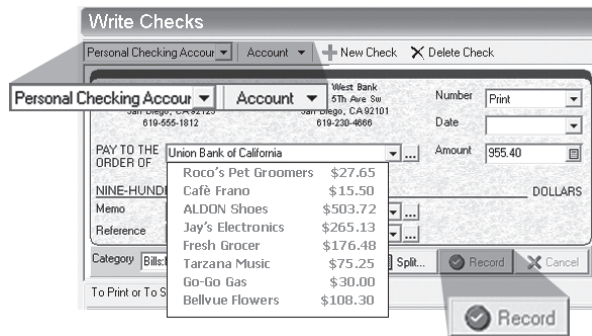 Write Checks
Personal Checking Accour Account New Check Delete Check
Personal Checking Accour Account
West Bank
5Th Ave Sw
San Diego, CA 92123 San Diego, CA 92101
619-555-1812 619-230-4666
Number Print
Date
PAY TO THE
ORDER OF Union Bank of California
Amount 955.40
Roco's Pet Groomers $27.65
Cafè Frano $15.50
ALDON Shoes $503.72
Jay's Electronics $265.13
Fresh Grocer $176.48
Tarzana Music $75.25
Go-Go Gas $30.00
Bellvue Flowers $108.30
NINE-HUNDR DOLLARS
Memo
Reference
Category Bills: Split... Record Cancel
To Print or To S
Record